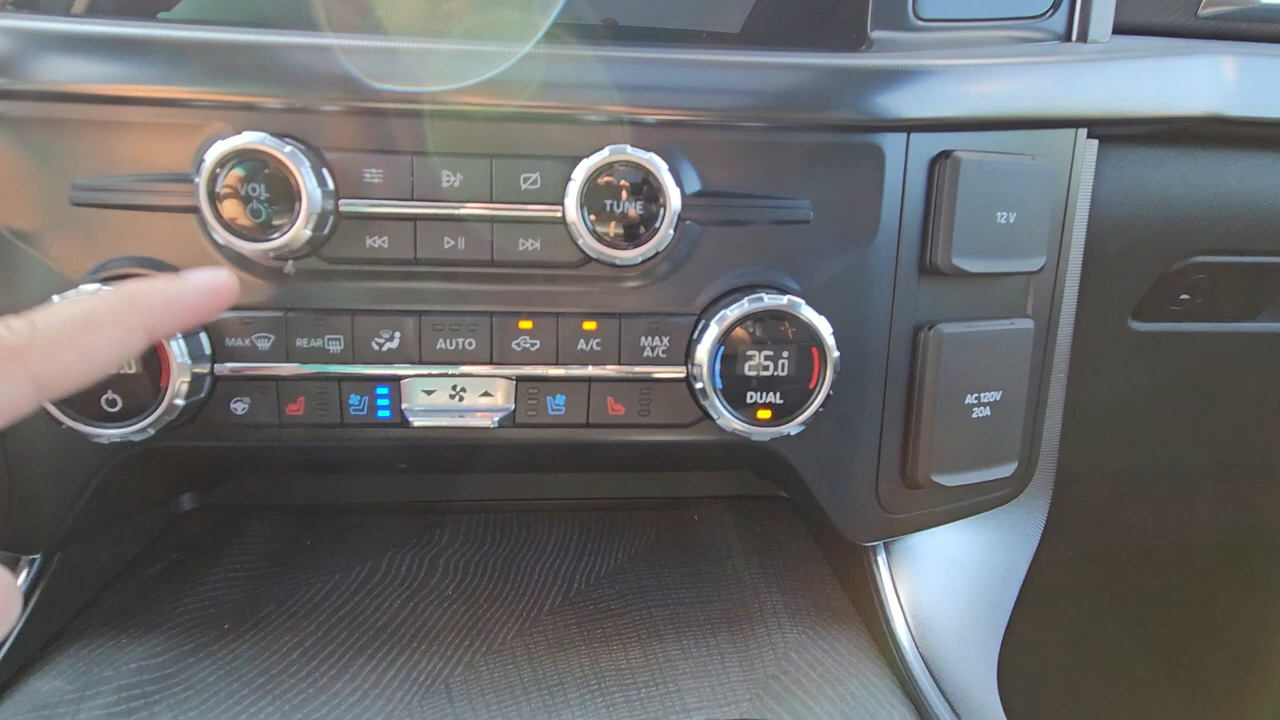 VOL
TUNE
12 V
MAX
REAR
AUTO
A/C
MAX
A/C
25.0
DUAL
AC 120V
20A